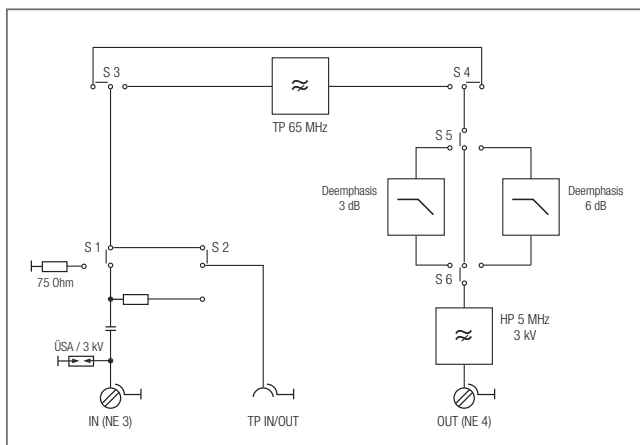 S 3
S 4
TP 65 MHz
S 5
Deemphasis
3 dB
Deemphasis
6 dB
S 1
S 2
75 Ohm
S 6
HP 5 MHz
3 kV
ÜSA / 3 kV
IN (NE 3)
TP IN/OUT
OUT (NE 4)